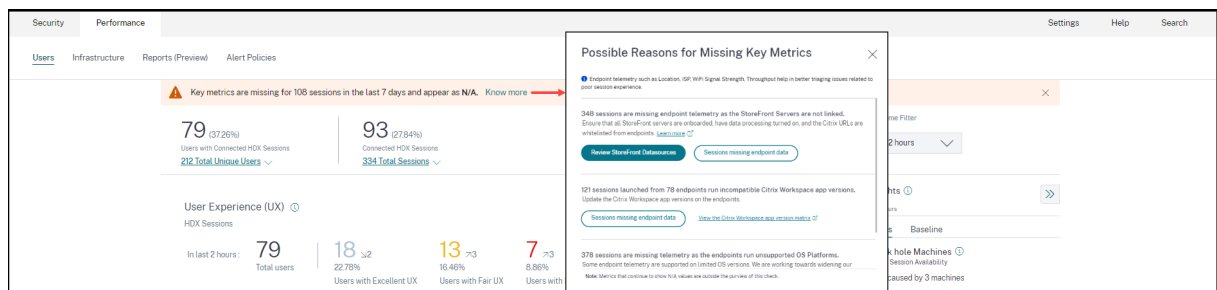 Security Performance Settings Help Search
Users Infrastructure Reports (Preview) Alert Policies
Key metrics are missing for 108 sessions in the last 7 days and appear as N/A. Know more
79 (37.26%)
Users with Connected HDX Sessions
212 Total Unique Users
93 (27.84%)
Connected HDX Sessions
334 Total Sessions
User Experience (UX)
HDX Sessions
In last 2 hours :
79
Total users
18 2
22.78%
Users with Excellent UX
13 3
16.46%
Users with Fair UX
7 3
8.86%
Users with
Possible Reasons for Missing Key Metrics
Endpoint telemetry such as Location, ISP, WiFi Signal Strength, Throughput help in better triaging issues related to
poor session experience.
348 sessions are missing endpoint telemetry as the StoreFront Servers are not linked.
Ensure that all StoreFront servers are onboarded, have data processing turned on, and the Citrix URLs are
whitelisted from endpoints. Learn more
Review StoreFront Datasources Sessions missing endpoint data
121 sessions launched from 78 endpoints run incompatible Citrix Workspace app versions.
Update the Citrix Workspace app versions on the endpoints.
Sessions missing endpoint data View the Citrix Workspace app version matrix
378 sessions are missing telemetry as the endpoints run unsupported OS Platforms.
Some endpoint telemetry are supported on limited OS versions. We are working towards widening our
Note: Metrics that continue to show N/A values are outside the purview of this check.
me Filter
2 hours
hts
urs
s Baseline
k hole Machines
Session Availability
caused by 3 machines